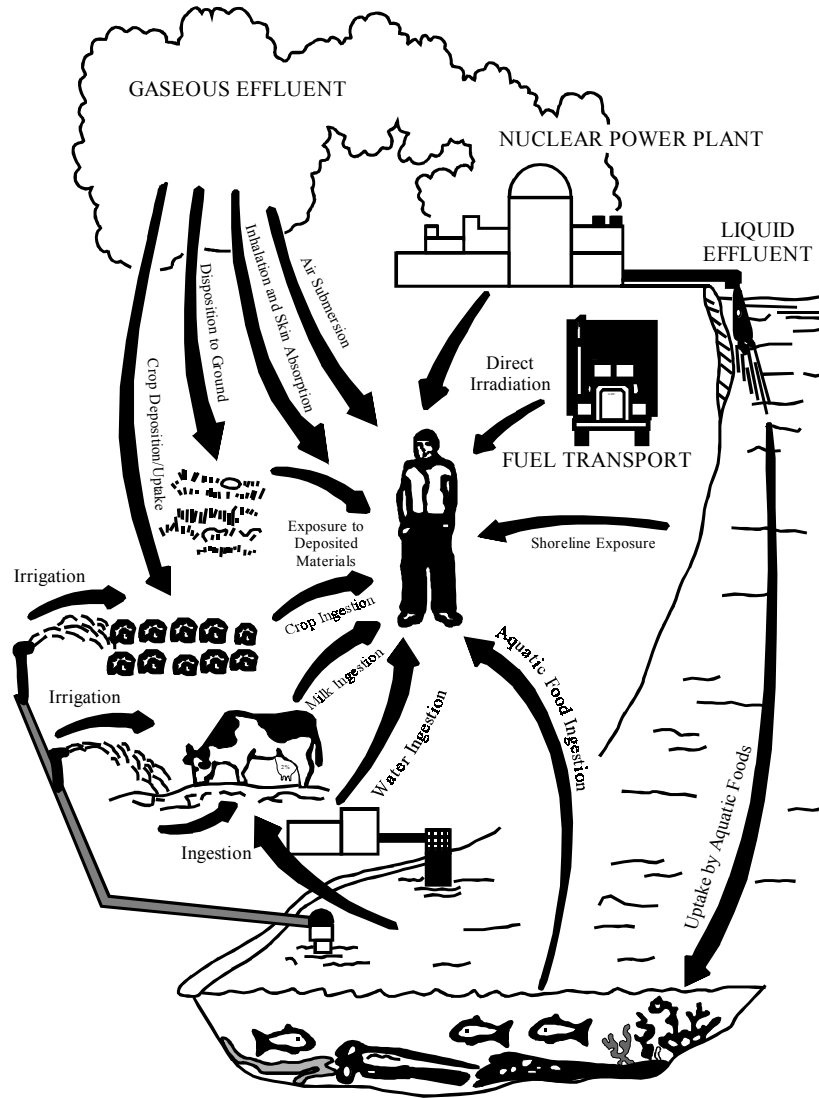 GASEOUS EFFLUENT
NUCLEAR POWER PLANT
LIQUID
EFFLUENT
Crop Deposition/Uptake
Disposition to Ground
Inhalation and Skin Absorption
Air Submersion
Direct
Irradiation
FUEL TRANSPORT
Exposure to
Deposited
Materials
Shoreline Exposure
Irrigation
Crop Ingestion
Milk Ingestion
Irrigation
2%
Water Ingestion
Aquatic Food Ingestion
Ingestion
Uptake by Aquatic Foods